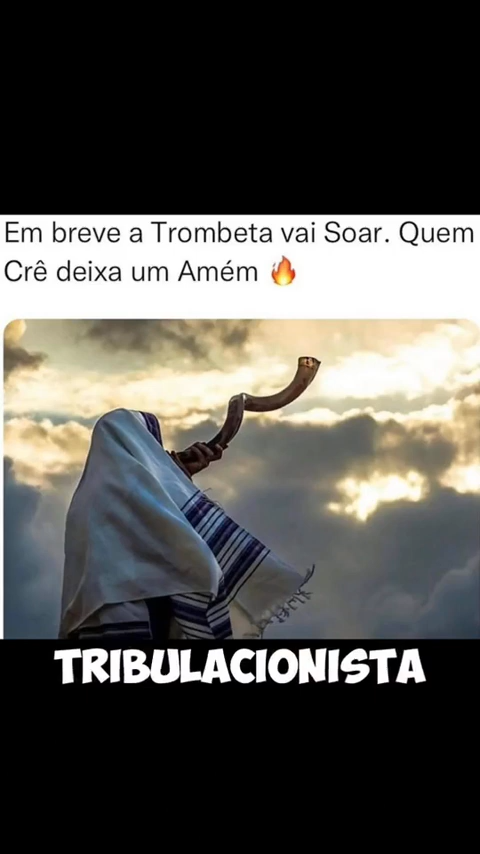 Em breve a Trombeta vai Soar. Quem
Crê deixa um Amém 🔥
TRIBULACIONISTA